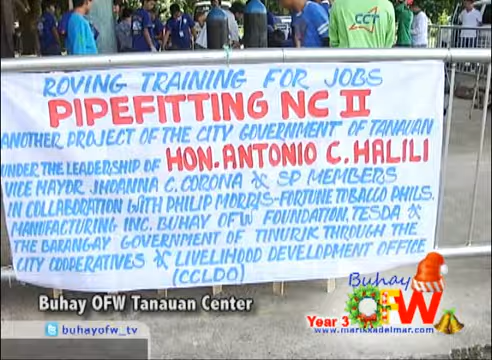 CCT
ROVING TRAINING FOR JOBS
PIPEFITTING NC II
ANOTHER PROJECT OF THE CITY GOVERNMENT OF TANAUAN
UNDER THE LEADERSHIP OF HON. ANTONIO C. HALILI
VICE MAYOR JHOANNA C. CORONA & SP MEMBERS
IN COLLABORATION WITH PHILIP MORRIS-FORTUNE TOBACCO PHILS.
MANUFACTURING INC. BUHAY OFW FOUNDATION, TESDA &
THE BARANGAY GOVERNMENT OF TINURIK THROUGH THE
CITY COOPERATIVES & LIVELIHOOD DEVELOPMENT OFFICE
(CCLDO)
Buhay OFW Tanauan Center
buhayofw_tv
Buhay
OFW
Year 3
www.mariskadelmar.com